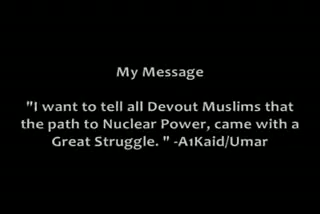 My Message
"I want to tell all Devout Muslims that
the path to Nuclear Power, came with a
Great Struggle. " -A1Kaid/Umar